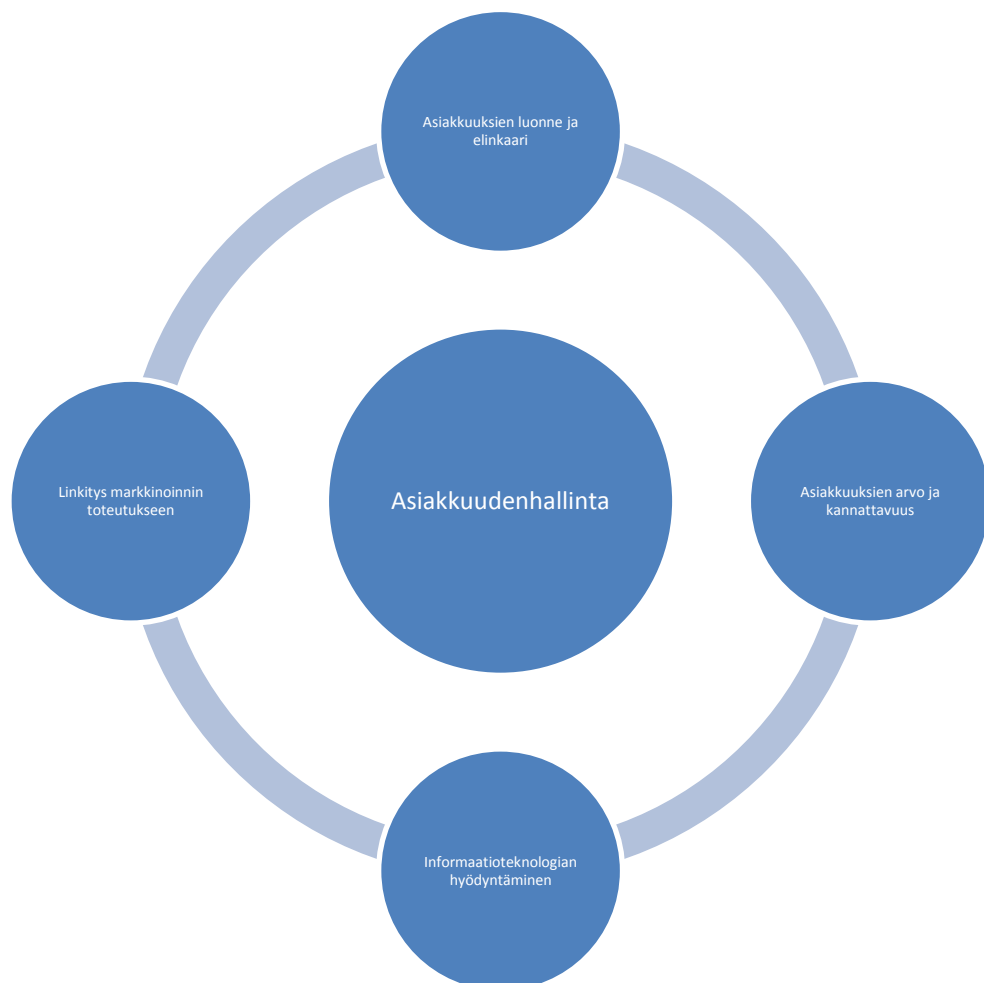 Asiakkuuksien luonne ja
elinkaari
Linkitys markkinoinnin
toteutukseen
Asiakkuudenhallinta
Asiakkuuksien arvo ja
kannattavuus
Informaatioteknologian
hyödyntäminen